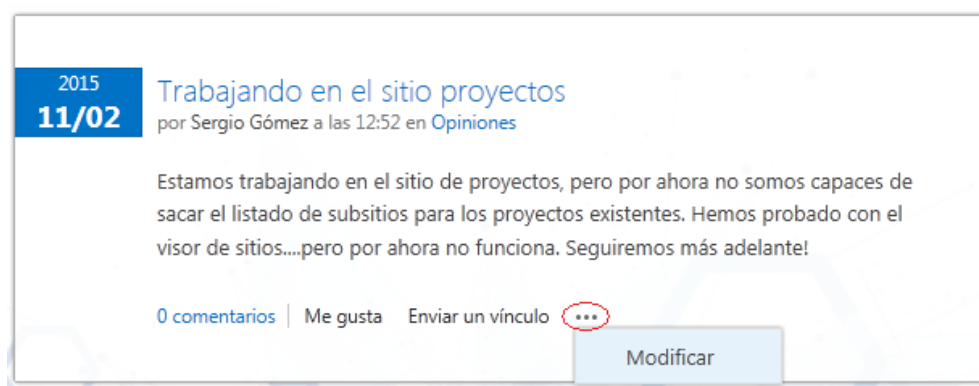 2015
11/02
Trabajando en el sitio proyectos
por Sergio Gómez a las 12:52 en Opiniones
Estamos trabajando en el sitio de proyectos, pero por ahora no somos capaces de
sacar el listado de subsitios para los proyectos existentes. Hemos probado con el
visor de sitios....pero por ahora no funciona. Seguiremos más adelante!
0 comentarios | Me gusta Enviar un vínculo •••
Modificar